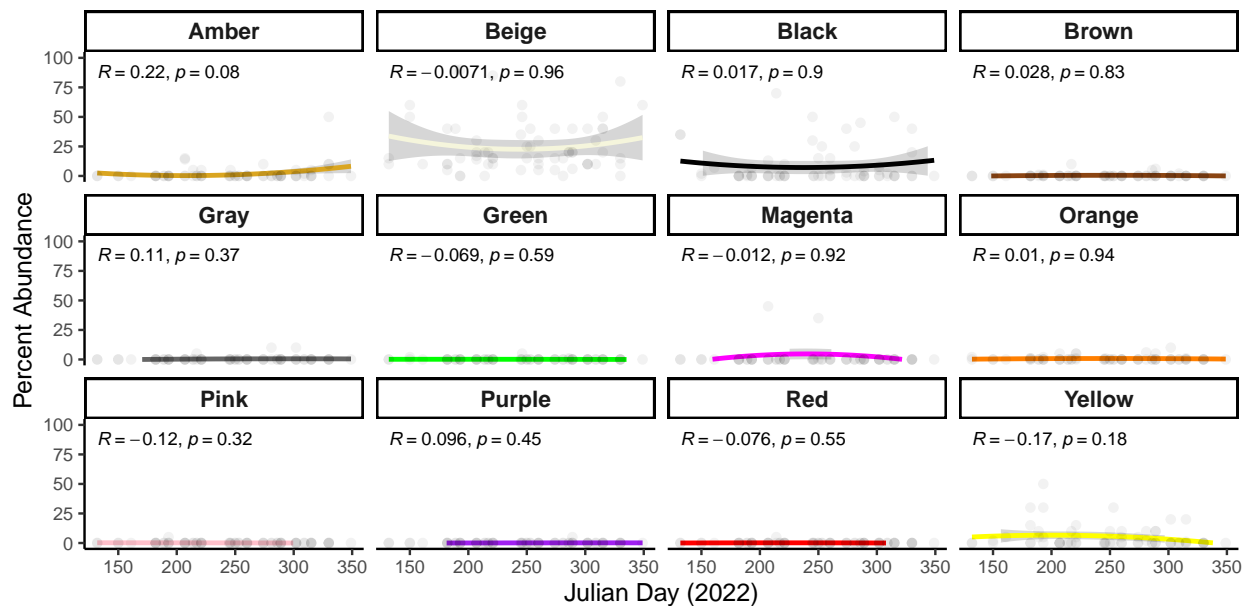 Amber Beige Black Brown
R = 0.22, p = 0.08 R = −0.0071, p = 0.96 R = 0.017, p = 0.9 R = 0.028, p = 0.83
100
75
50
25
0
Gray Green Magenta Orange
R = 0.11, p = 0.37 R = −0.069, p = 0.59 R = −0.012, p = 0.92 R = 0.01, p = 0.94
100
75
50
25
0
Pink Purple Red Yellow
R = −0.12, p = 0.32 R = 0.096, p = 0.45 R = −0.076, p = 0.55 R = −0.17, p = 0.18
100
75
50
25
0
150 200 250 300 350 150 200 250 300 350 150 200 250 300 350 150 200 250 300 350
Julian Day (2022)
Percent Abundance